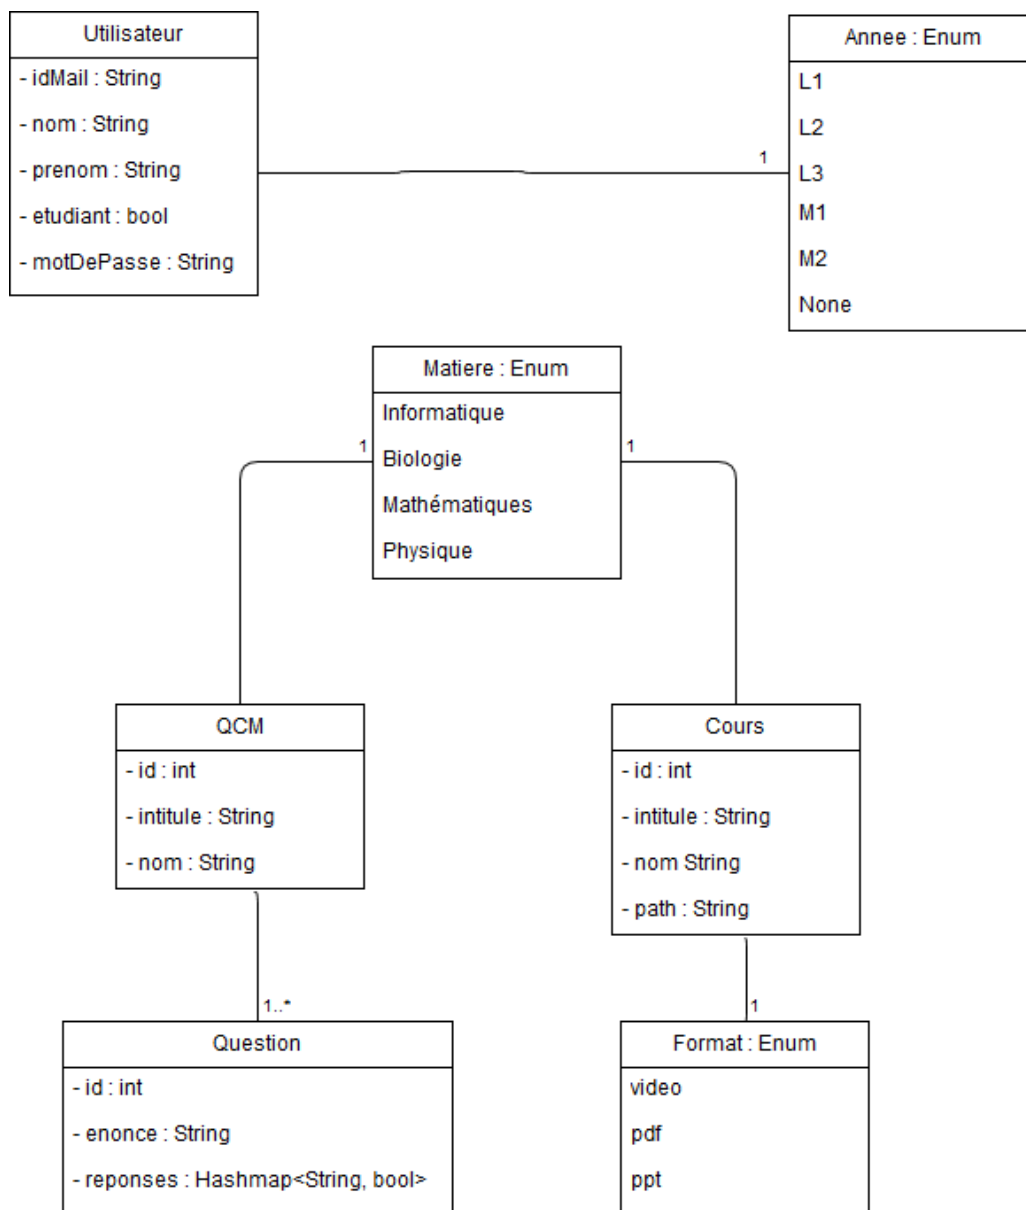 Utilisateur
- idMail : String
- nom : String
- prenom : String
- etudiant : bool
- motDePasse : String
1
Annee : Enum
L1
L2
L3
M1
M2
None
Matiere : Enum
Informatique
Biologie
Mathématiques
Physique
1
1
QCM
- id : int
- intitule : String
- nom : String
1..*
Cours
- id : int
- intitule : String
- nom String
- path : String
1
Question
- id : int
- enonce : String
- reponses : Hashmap<String, bool>
Format : Enum
video
pdf
ppt